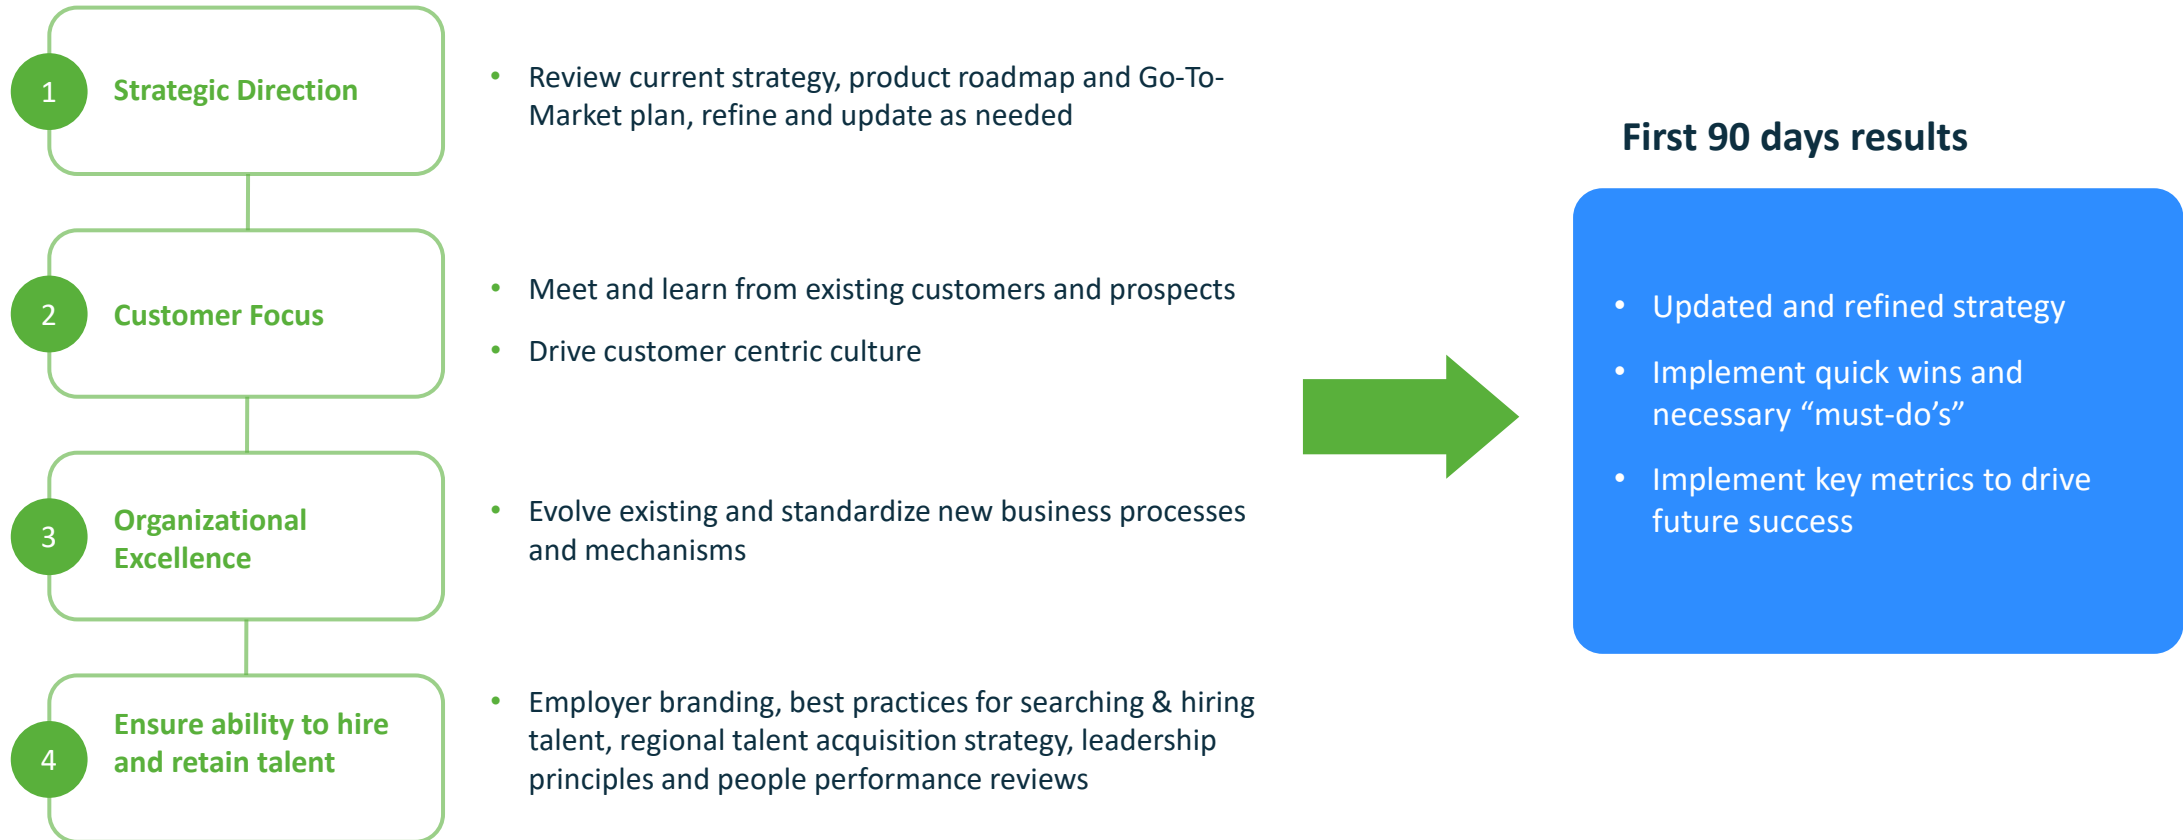 1
Strategic Direction
• Review current strategy, product roadmap and Go-To-
Market plan, refine and update as needed
2
Customer Focus
• Meet and learn from existing customers and prospects
• Drive customer centric culture
3
Organizational
Excellence
• Evolve existing and standardize new business processes
and mechanisms
4
Ensure ability to hire
and retain talent
• Employer branding, best practices for searching & hiring
talent, regional talent acquisition strategy, leadership
principles and people performance reviews
First 90 days results
• Updated and refined strategy
• Implement quick wins and
necessary “must-do’s”
• Implement key metrics to drive
future success